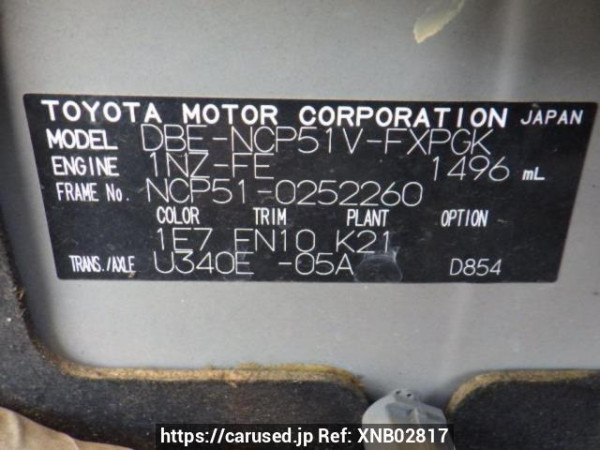 TOYOTA MOTOR CORPORATION JAPAN
MODEL DBE-NCP51V-FXPGK
ENGINE 1NZ-FE 1496 mL
FRAME No. NCP51-0252260
COLOR TRIM PLANT OPTION
1E7 FN10 K21
TRANS./AXLE U340E -05A D854
https://carused.jp Ref: XNB02817